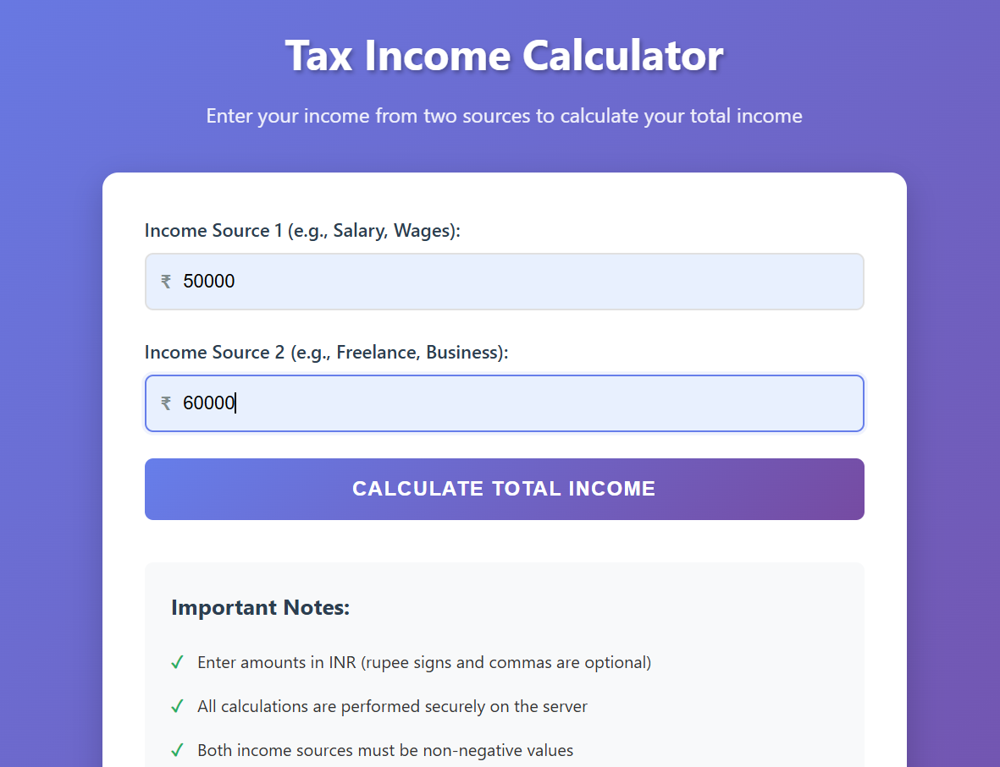 Tax Income Calculator
Enter your income from two sources to calculate your total income
Income Source 1 (e.g., Salary, Wages):
₹ 50000
Income Source 2 (e.g., Freelance, Business):
₹ 60000
CALCULATE TOTAL INCOME
Important Notes:
✓ Enter amounts in INR (rupee signs and commas are optional)
✓ All calculations are performed securely on the server
✓ Both income sources must be non-negative values